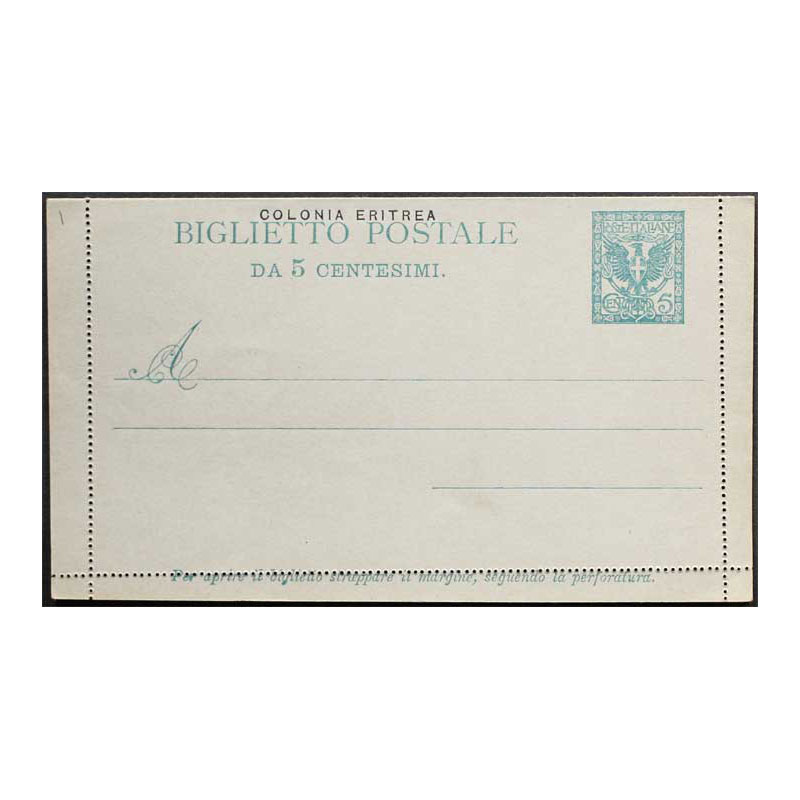 COLONIA ERITREA
BIGLIETTO POSTALE
DA 5 CENTESIMI.
POSTE ITALIANE
CENTESIMI 5
A
Per aprire il biglietto strappare il margine, seguendo la perforatura.